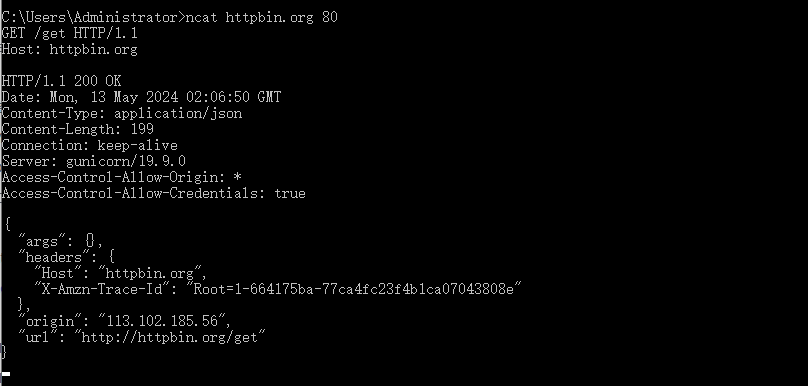 C:\Users\Administrator>ncat httpbin.org 80
GET /get HTTP/1.1
Host: httpbin.org

HTTP/1.1 200 OK
Date: Mon, 13 May 2024 02:06:50 GMT
Content-Type: application/json
Content-Length: 199
Connection: keep-alive
Server: gunicorn/19.9.0
Access-Control-Allow-Origin: *
Access-Control-Allow-Credentials: true

{
  "args": {},
  "headers": {
    "Host": "httpbin.org",
    "X-Amzn-Trace-Id": "Root=1-664175ba-77ca4fc23f4b1ca07043808e"
  },
  "origin": "113.102.185.56",
  "url": "http://httpbin.org/get"
}